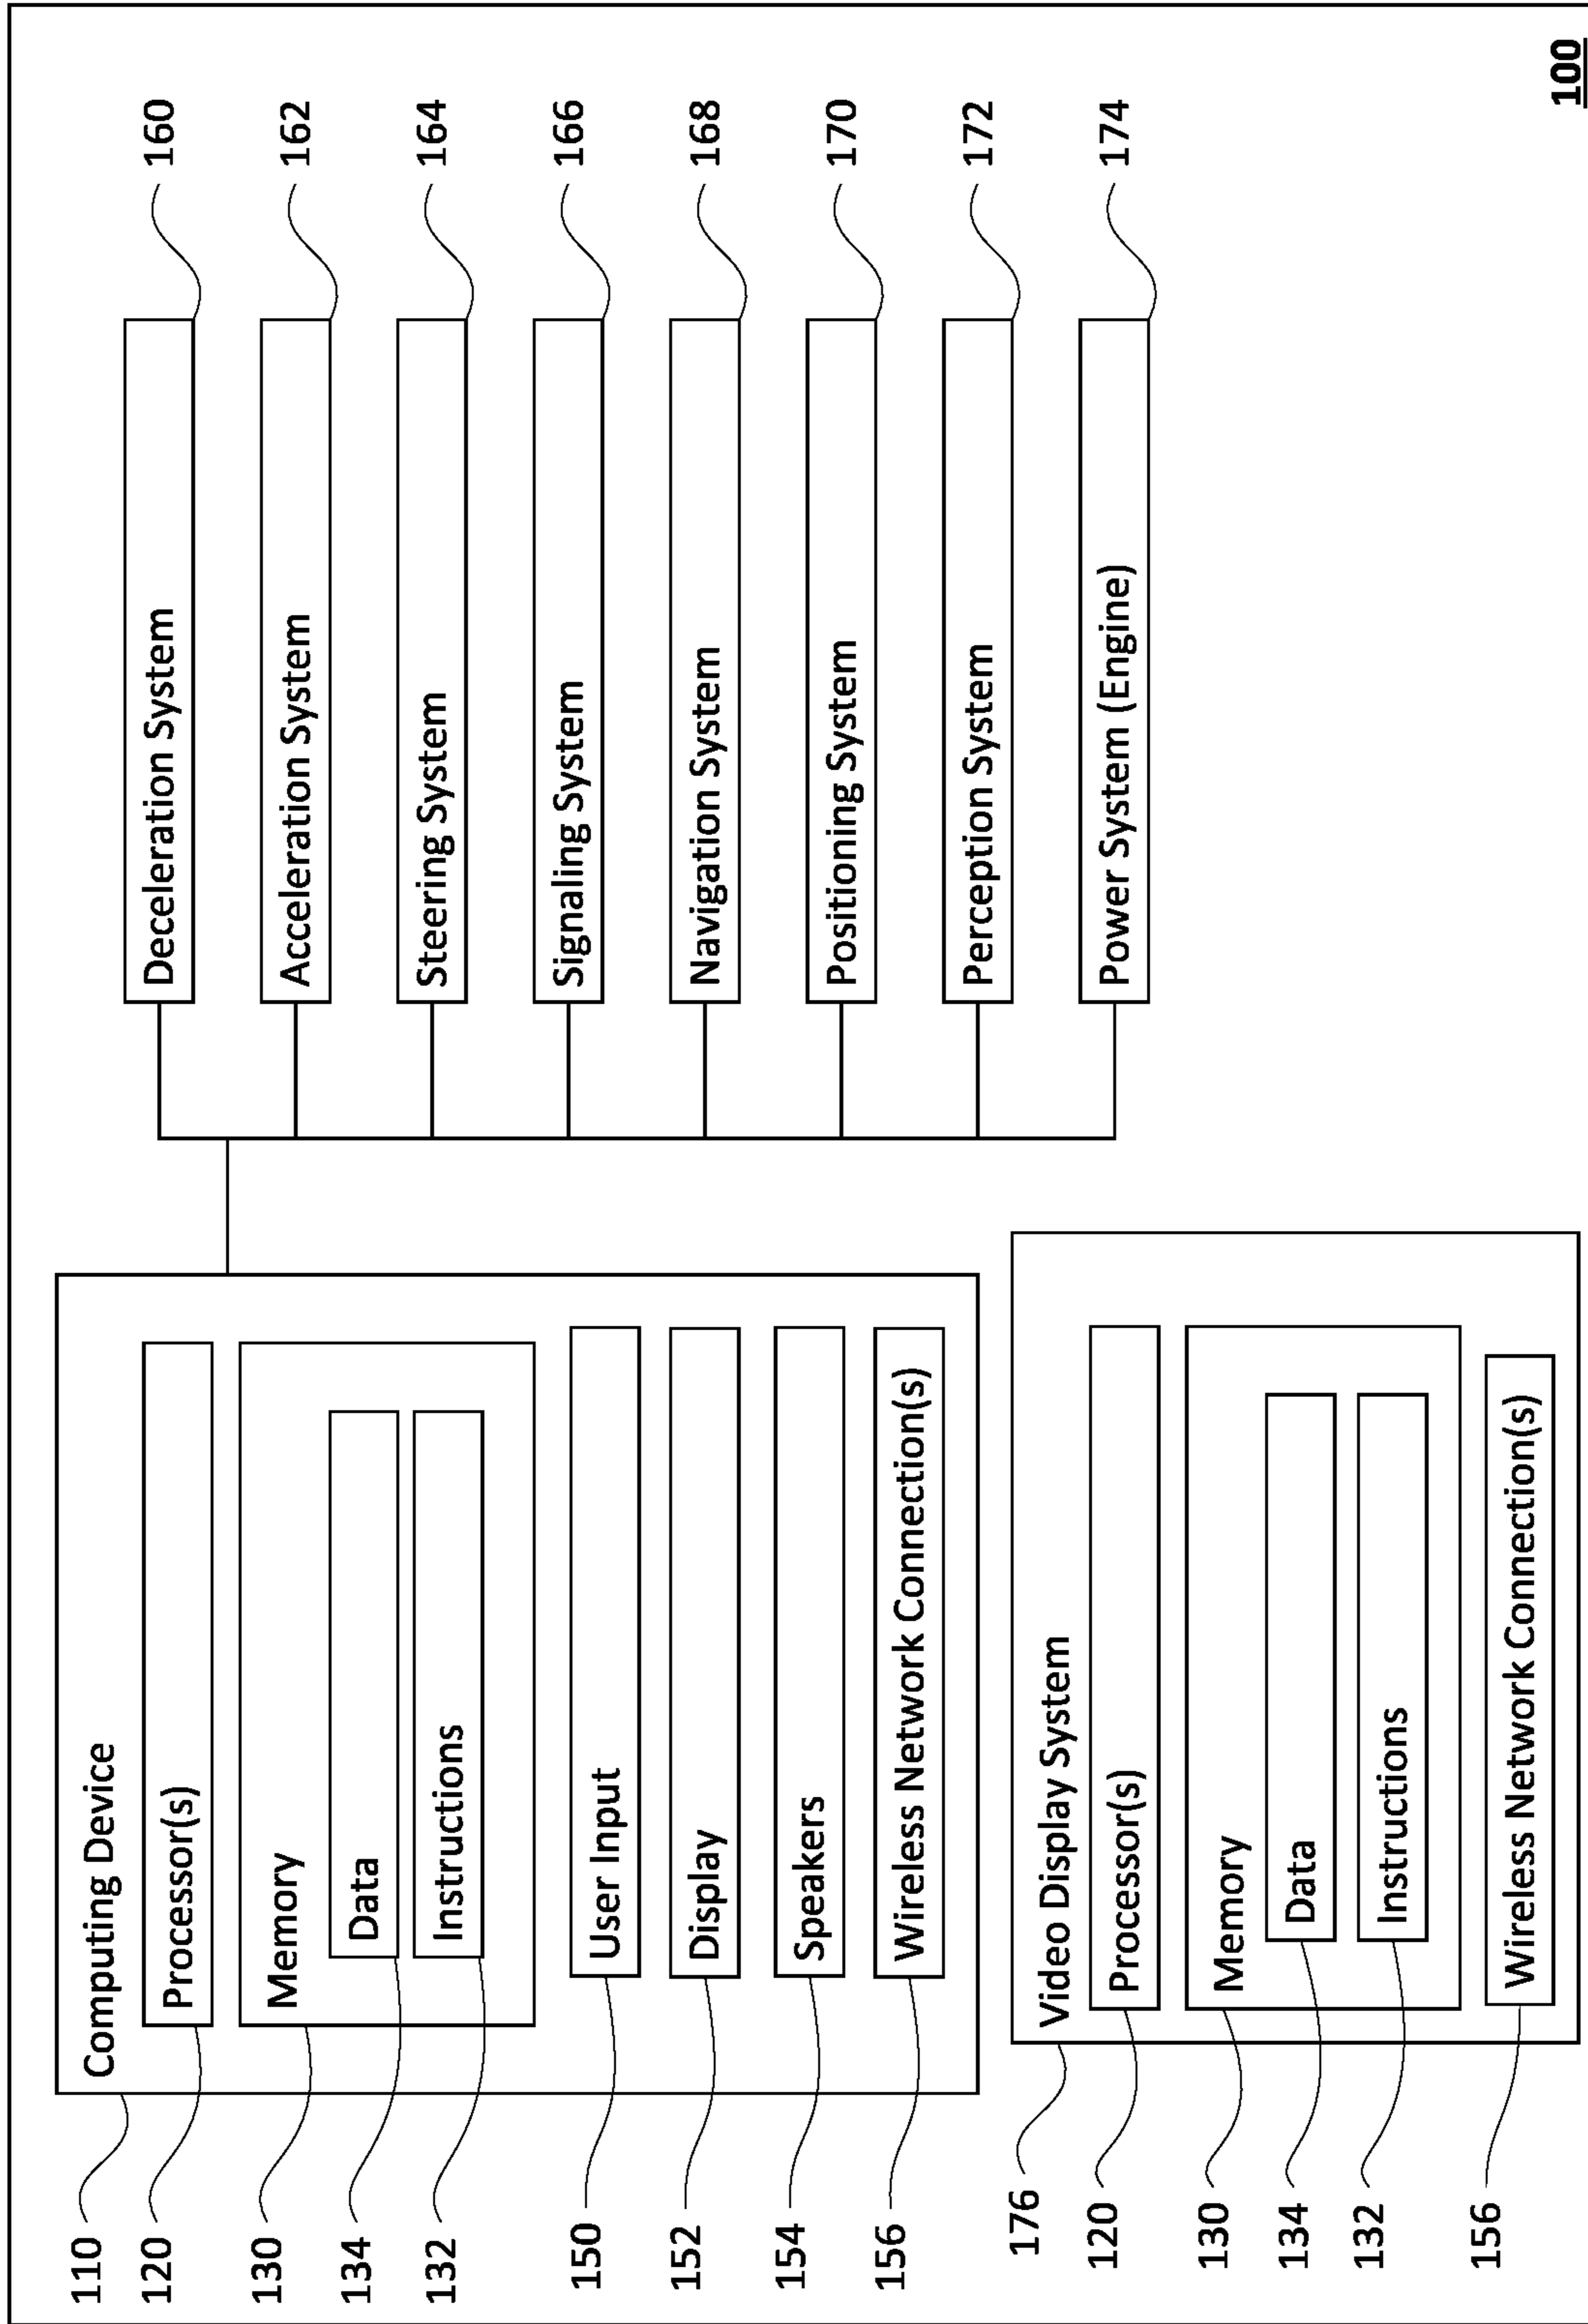 110
Computing Device
120
Processor(s)
130
Memory
134
Data
132
Instructions
150
User Input
152
Display
154
Speakers
156
Wireless Network Connection(s)
176
Video Display System
120
Processor(s)
130
Memory
134
Data
132
Instructions
156
Wireless Network Connection(s)
Deceleration System
160
Acceleration System
162
Steering System
164
Signaling System
166
Navigation System
168
Positioning System
170
Perception System
172
Power System (Engine)
174
100